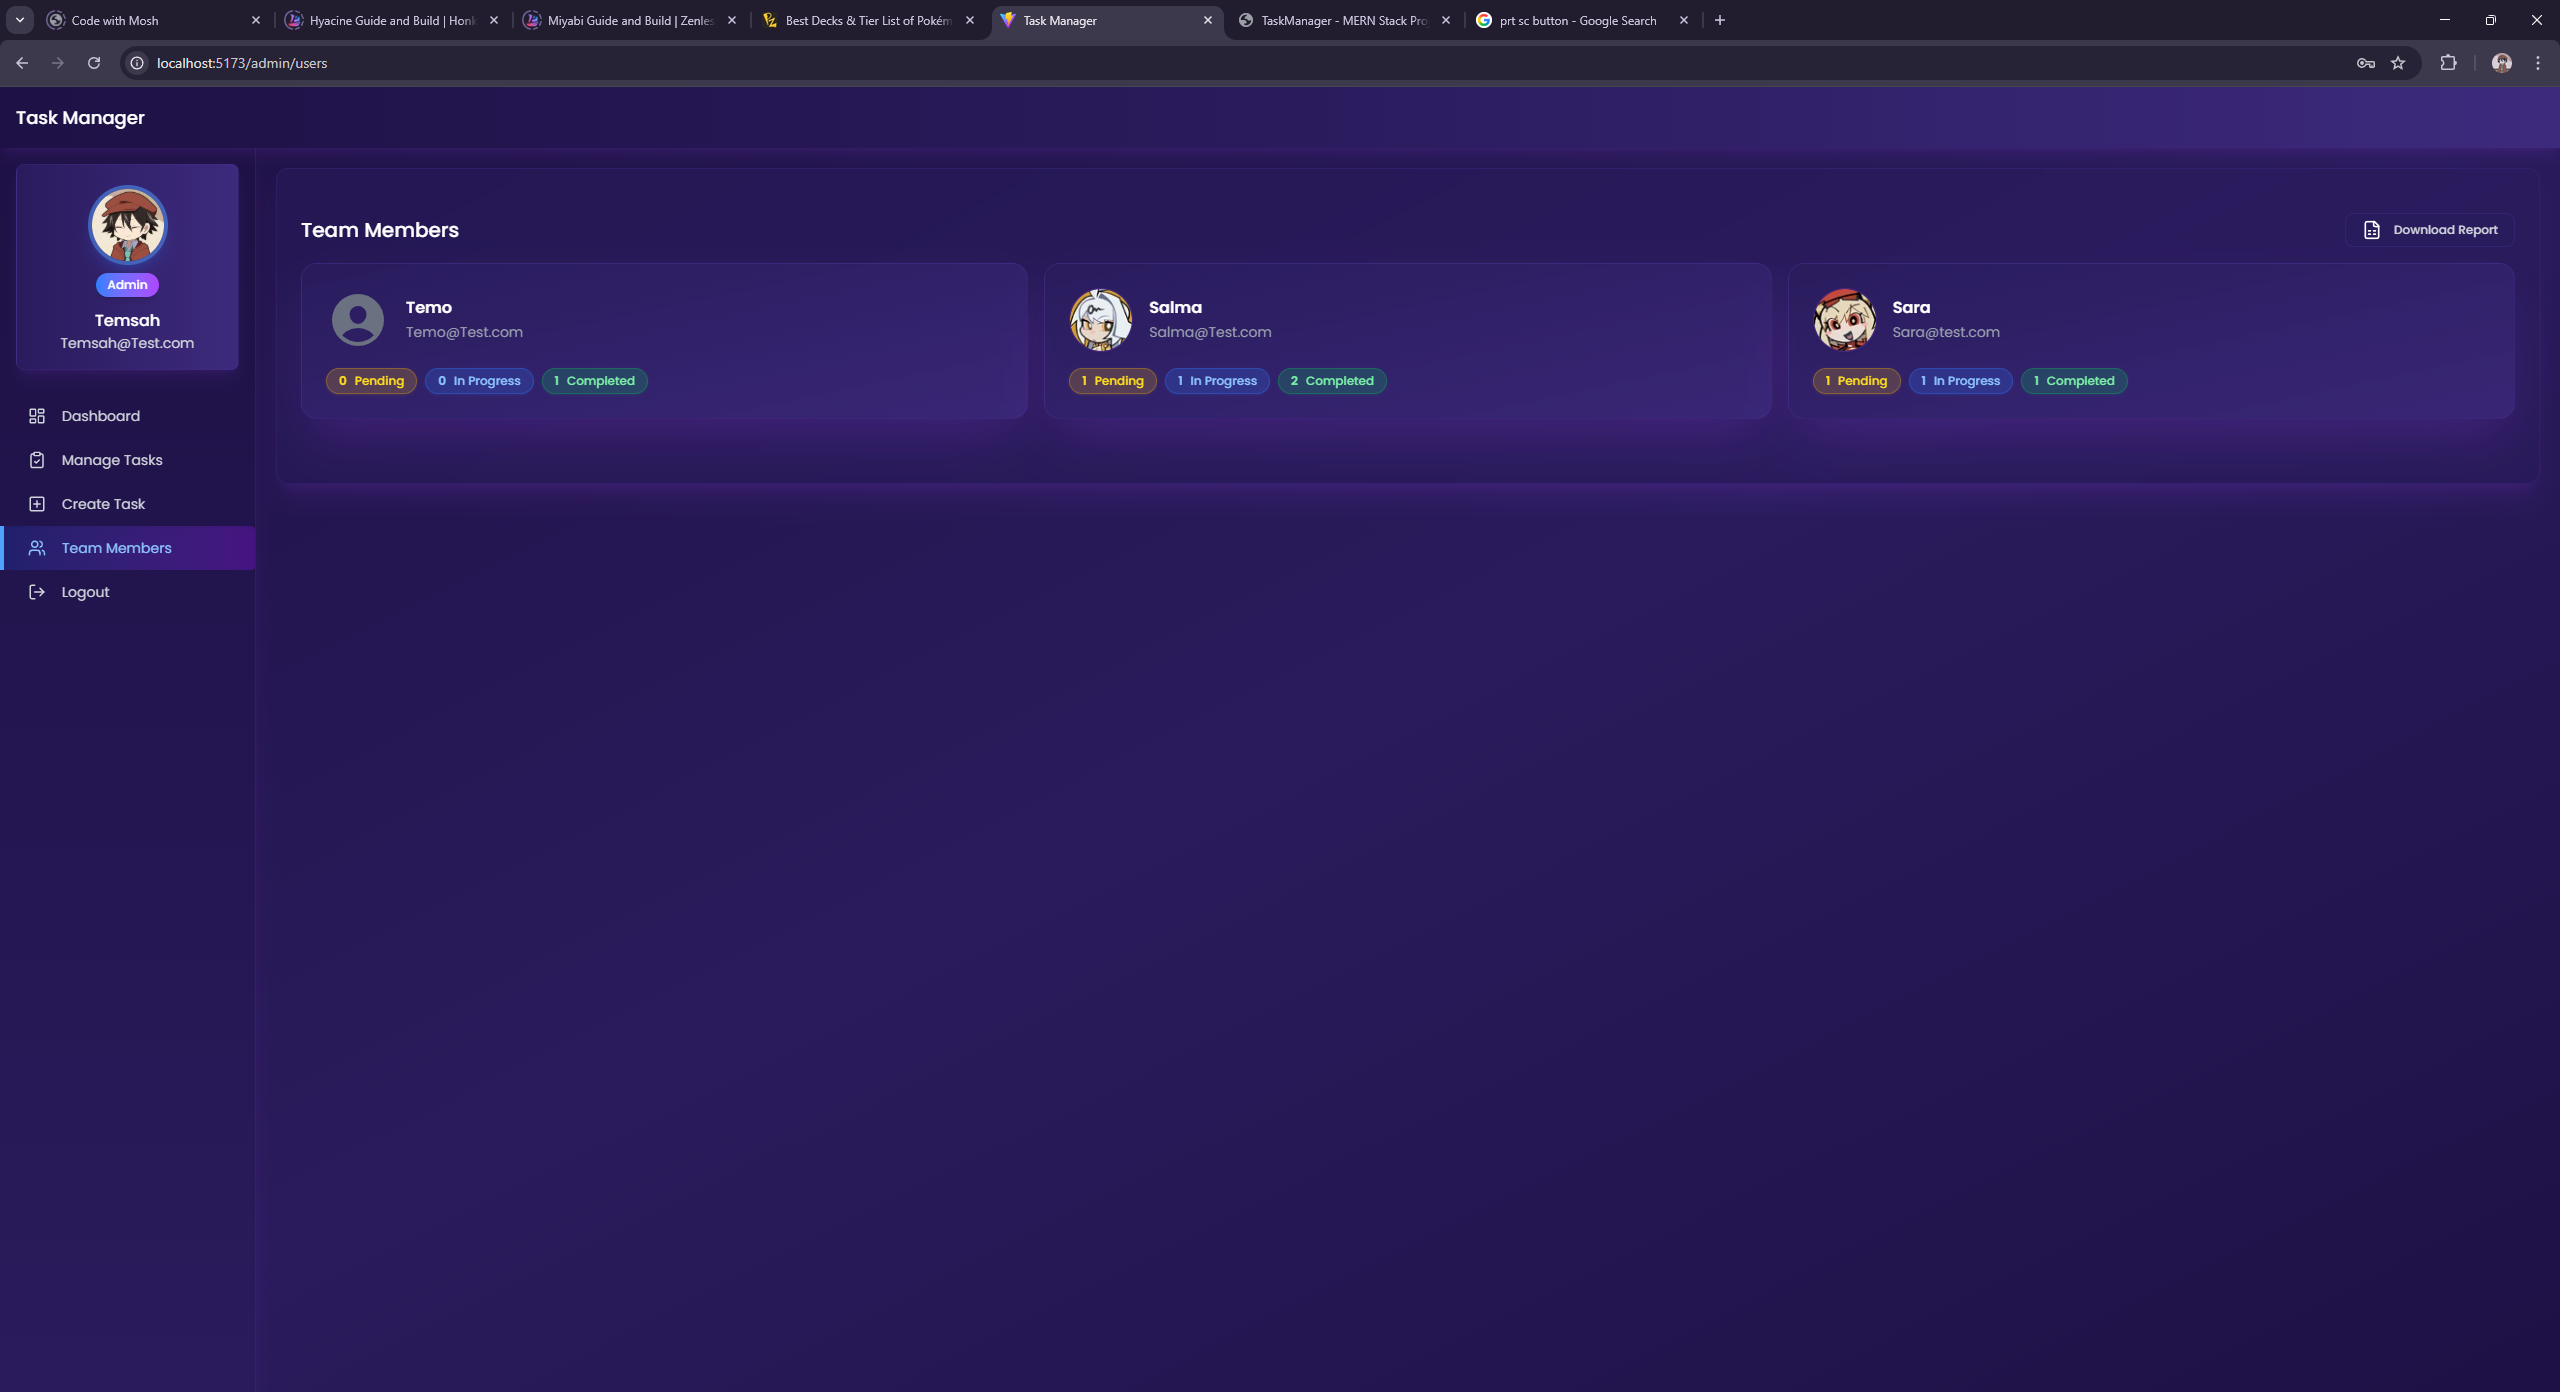 Code with Mosh
Hyacine Guide and Build | Honk
Miyabi Guide and Build | Zenles
Best Decks & Tier List of Pokém
Task Manager
TaskManager - MERN Stack Pro
prt sc button - Google Search
localhost:5173/admin/users
Task Manager
Admin
Temsah
Temsah@Test.com
Dashboard
Manage Tasks
Create Task
Team Members
Logout
Team Members
Download Report
Temo
Temo@Test.com
0 Pending
0 In Progress
1 Completed
Salma
Salma@Test.com
1 Pending
1 In Progress
2 Completed
Sara
Sara@test.com
1 Pending
1 In Progress
1 Completed